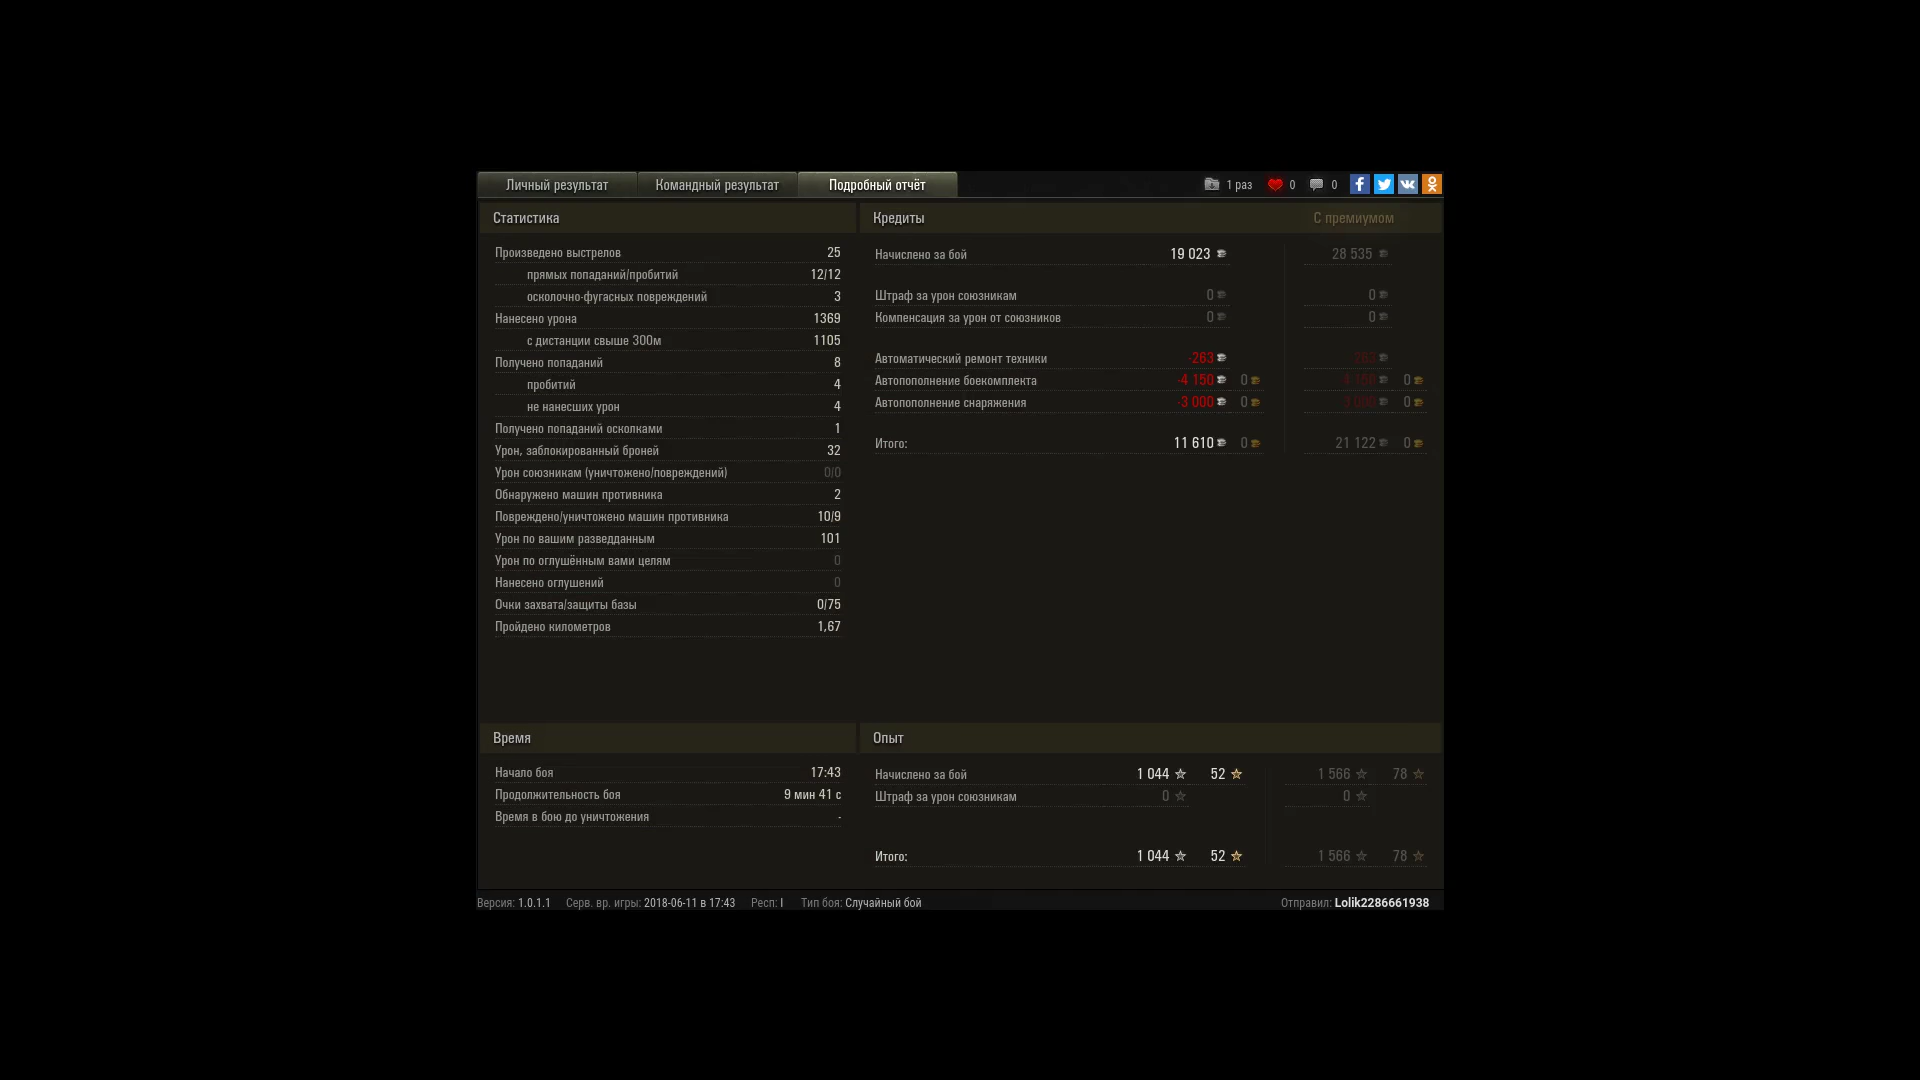 Личный результат Командный результат Подробный отчёт 1 раз 0 0
Статистика
Произведено выстрелов 25
прямых попаданий/пробитий 12/12
осколочно-фугасных повреждений 3
Нанесено урона 1369
с дистанции свыше 300м 1105
Получено попаданий 8
пробитий 4
не нанесших урон 4
Получено попаданий осколками 1
Урон, заблокированный броней 32
Урон союзникам (уничтожено/повреждений) 0/0
Обнаружено машин противника 2
Повреждено/уничтожено машин противника 10/9
Урон по вашим разведданным 101
Урон по оглушённым вами целям 0
Нанесено оглушений 0
Очки захвата/защиты базы 0/75
Пройдено километров 1,67
Кредиты С премиумом
Начислено за бой 19 023 28 535
Штраф за урон союзникам 0 0
Компенсация за урон от союзников 0 0
Автоматический ремонт техники -263 -263
Автопополнение боекомплекта -4 150 0 -4 150 0
Автопополнение снаряжения -3 000 0 -3 000 0
Итого: 11 610 0 21 122 0
Время
Начало боя 17:43
Продолжительность боя 9 мин 41 с
Время в бою до уничтожения -
Опыт
Начислено за бой 1 044 52 1 566 78
Штраф за урон союзникам 0 0
Итого: 1 044 52 1 566 78
Версия: 1.0.1.1 Серв. вр. игры: 2018-06-11 в 17:43 Респ: I Тип боя: Случайный бой Отправил: Lolik2286661938